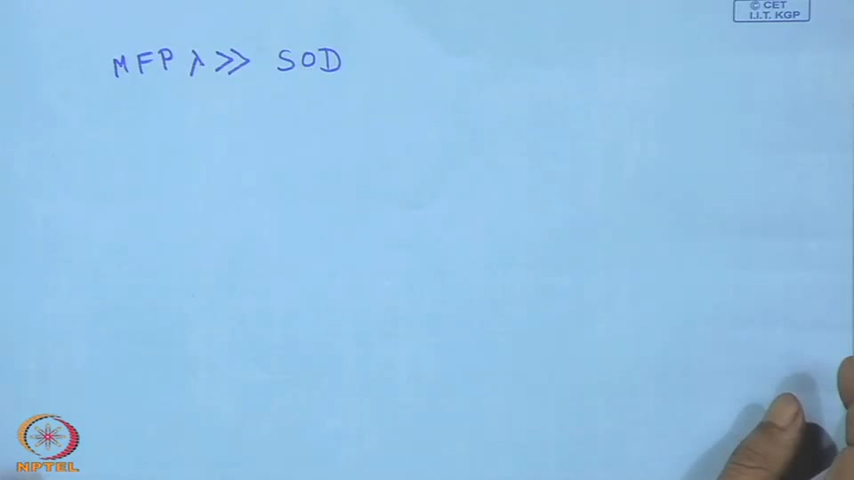 © CET
I.I.T. KGP
MFP λ >> SOD
NPTEL